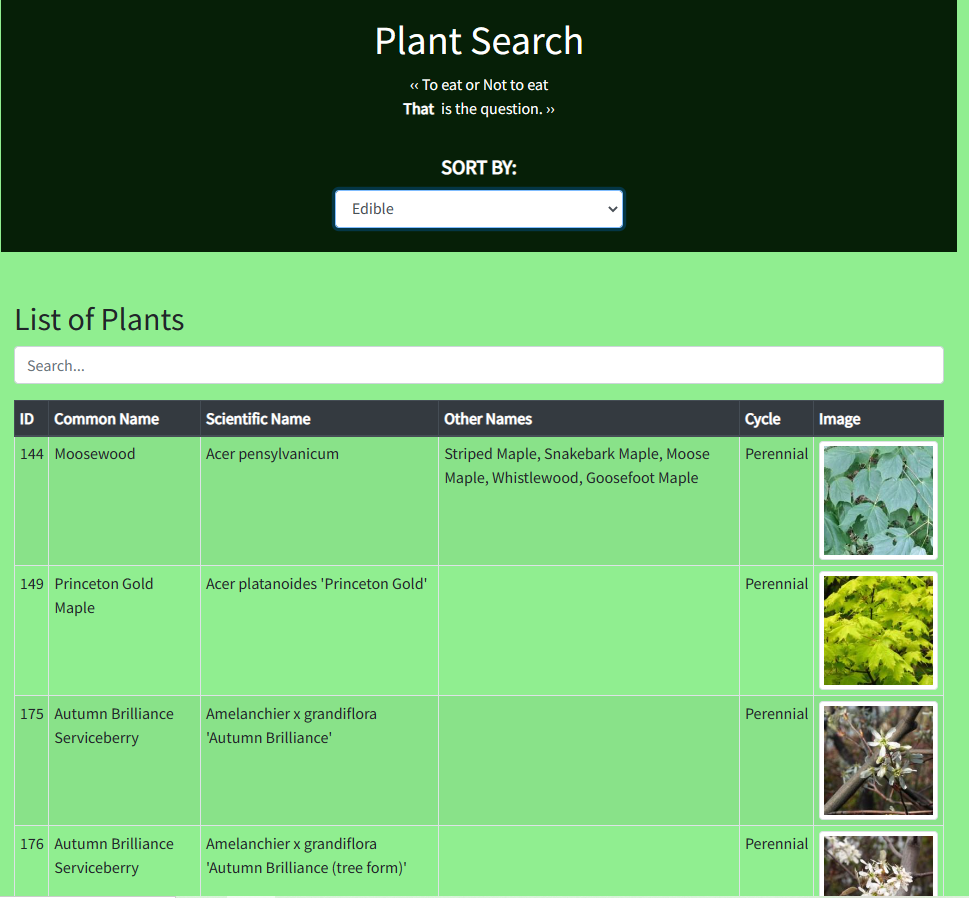 Plant Search
‹‹ To eat or Not to eat
That is the question. ››
SORT BY:
Edible
List of Plants
Search...
ID Common Name Scientific Name Other Names Cycle Image
144 Moosewood Acer pensylvanicum Striped Maple, Snakebark Maple, Moose Perennial
Maple, Whistlewood, Goosefoot Maple
149 Princeton Gold Acer platanoides 'Princeton Gold' Perennial
Maple
175 Autumn Brilliance Amelanchier x grandiflora Perennial
Serviceberry 'Autumn Brilliance'
176 Autumn Brilliance Amelanchier x grandiflora Perennial
Serviceberry 'Autumn Brilliance (tree form)'